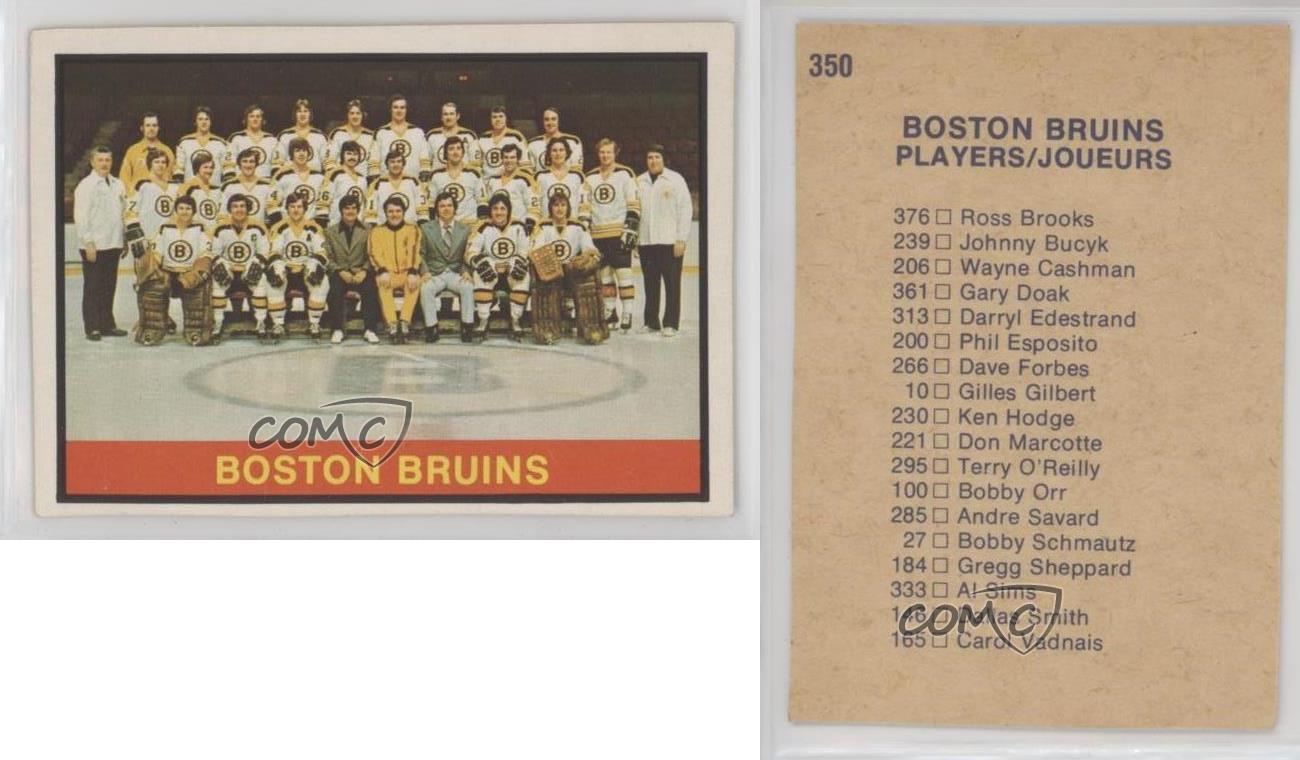 BOSTON BRUINS
COMC
350
BOSTON BRUINS
PLAYERS/JOUEURS
376 □ Ross Brooks
239 □ Johnny Bucyk
206 □ Wayne Cashman
361 □ Gary Doak
313 □ Darryl Edestrand
200 □ Phil Esposito
266 □ Dave Forbes
10 □ Gilles Gilbert
230 □ Ken Hodge
221 □ Don Marcotte
295 □ Terry O'Reilly
100 □ Bobby Orr
285 □ Andre Savard
27 □ Bobby Schmautz
184 □ Gregg Sheppard
333 □ Al Sims
146 □ Dallas Smith
165 □ Carol Vadnais
COMC